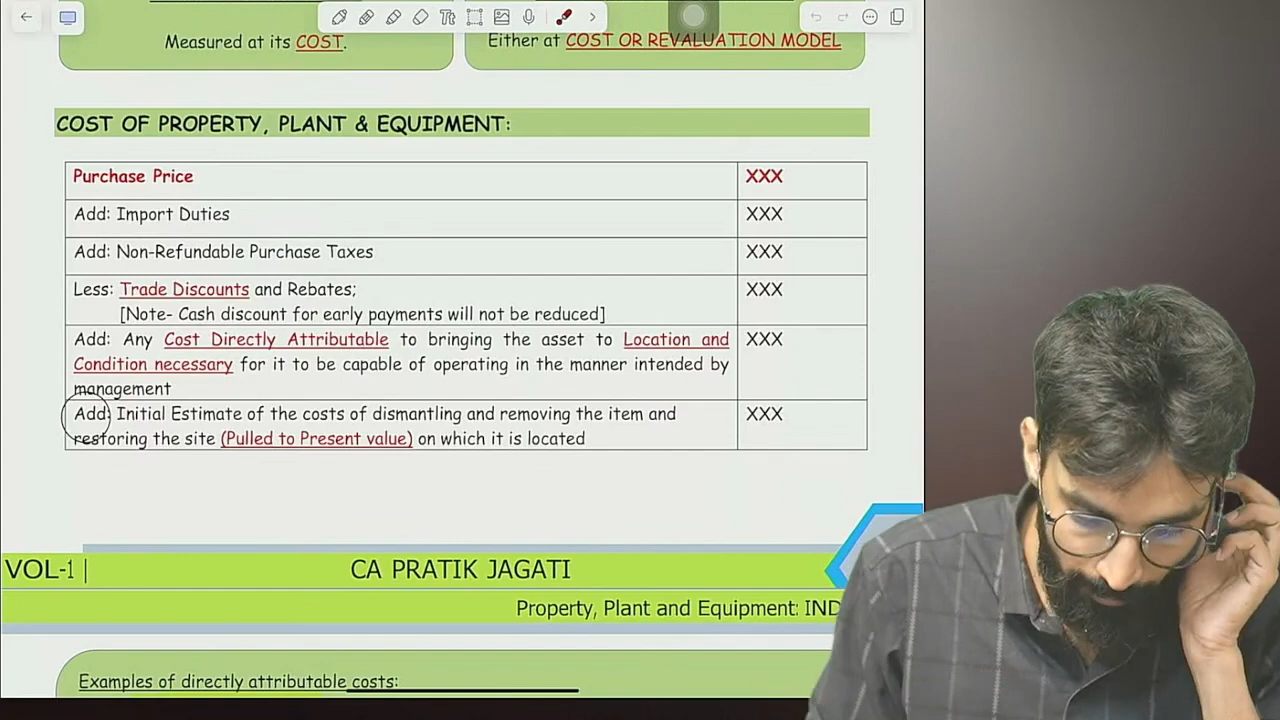 Measured at its COST.
Either at COST OR REVALUATION MODEL
COST OF PROPERTY, PLANT & EQUIPMENT:
Purchase Price XXX
Add: Import Duties XXX
Add: Non-Refundable Purchase Taxes XXX
Less: Trade Discounts and Rebates; XXX
[Note- Cash discount for early payments will not be reduced]
Add: Any Cost Directly Attributable to bringing the asset to Location and XXX
Condition necessary for it to be capable of operating in the manner intended by
management
Add: Initial Estimate of the costs of dismantling and removing the item and XXX
restoring the site (Pulled to Present value) on which it is located
VOL-1 | CA PRATIK JAGATI
Property, Plant and Equipment: IND
Examples of directly attributable costs: